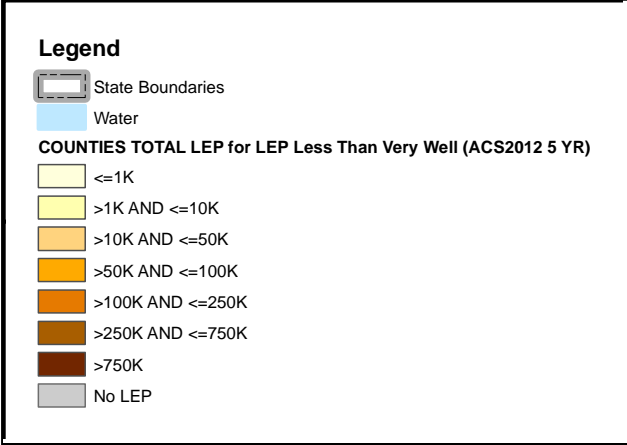 Legend
State Boundaries
Water
COUNTIES TOTAL LEP for LEP Less Than Very Well (ACS2012 5 YR)
<=1K
>1K AND <=10K
>10K AND <=50K
>50K AND <=100K
>100K AND <=250K
>250K AND <=750K
>750K
No LEP